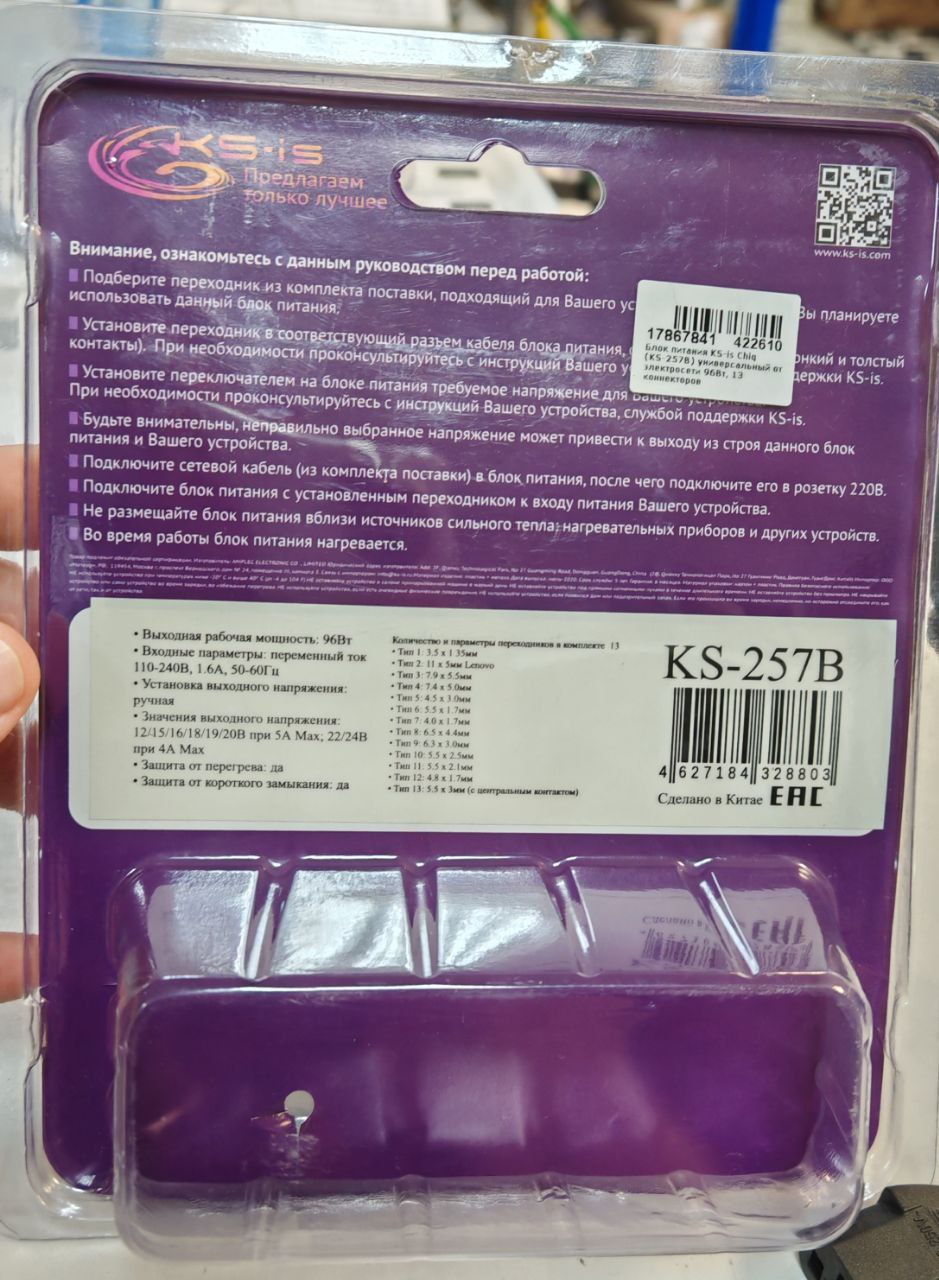 KS-is
Предлагаем
только лучшее
www.ks-is.com
Внимание, ознакомьтесь с данным руководством перед работой:
Подберите переходник из комплекта поставки, подходящий для Вашего Вы планируете
использовать данный блок питания.
Установите переходник в соответствующий разъем кабеля блока питания, тонкий и толстый
контакты). При необходимости проконсультируйтесь с инструкций Вашего KS-is.
Установите переключателем на блоке питания требуемое напряжение для Вашего
При необходимости проконсультируйтесь с инструкций Вашего устройства, службой поддержки KS-is.
Будьте внимательны, неправильно выбранное напряжение может привести к выходу из строя данного блок
питания и Вашего устройства.
Подключите сетевой кабель (из комплекта поставки) в блок питания, после чего подключите его в розетку 220В.
Подключите блок питания с установленным переходником к входу питания Вашего устройства.
Не размещайте блок питания вблизи источников сильного тепла: нагревательных приборов и других устройств.
Во время работы блок питания нагревается.
17867841 422610
Блок питания KS-is Chiq
(KS-257B) универсальный от
электросети 96Вт, 13
коннекторов
• Выходная рабочая мощность: 96Вт
• Входные параметры: переменный ток
110-240В, 1.6А, 50-60Гц
• Установка выходного напряжения:
ручная
• Значения выходного напряжения:
12/15/16/18/19/20В при 5А Max; 22/24В
при 4А Max
• Защита от перегрева: да
• Защита от короткого замыкания: да
Количество и параметры переходников в комплекте 13
• Тип 1: 3.5 x 1 35мм
• Тип 2: 11 x 5мм Lenovo
• Тип 3: 7.9 x 5.5мм
• Тип 4: 7.4 x 5.0мм
• Тип 5: 4.5 x 3.0мм
• Тип 6: 5.5 x 1.7мм
• Тип 7: 4.0 x 1.7мм
• Тип 8: 6.5 x 4.4мм
• Тип 9: 6.3 x 3.0мм
• Тип 10: 5.5 x 2.5мм
• Тип 11: 5.5 x 2.1мм
• Тип 12: 4.8 x 1.7мм
• Тип 13: 5.5 x 3мм (с центральным контактом)
KS-257B
4 627184 328803
Сделано в Китае EAC